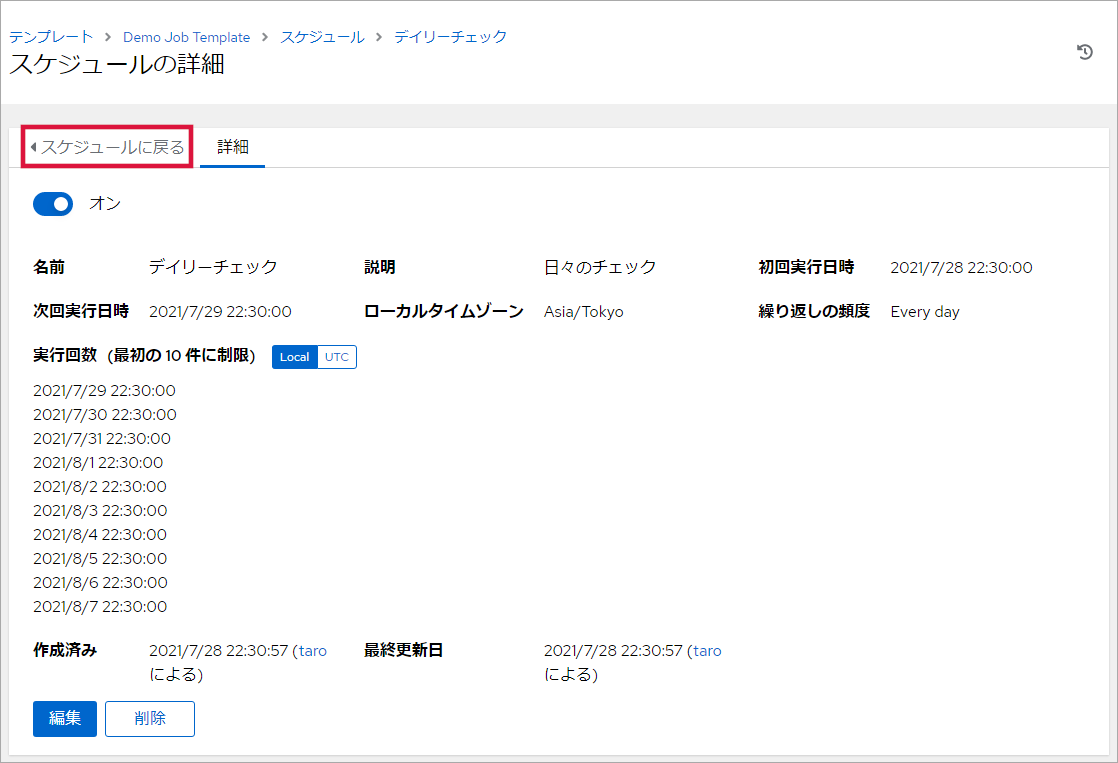 テンプレート > Demo Job Template > スケジュール > デイリーチェック
スケジュールの詳細
スケジュールに戻る 詳細
オン
名前 デイリーチェック 説明 日々のチェック 初回実行日時 2021/7/28 22:30:00
次回実行日時 2021/7/29 22:30:00 ローカルタイムゾーン Asia/Tokyo 繰り返しの頻度 Every day
実行回数 (最初の 10 件に制限) Local UTC
2021/7/29 22:30:00
2021/7/30 22:30:00
2021/7/31 22:30:00
2021/8/1 22:30:00
2021/8/2 22:30:00
2021/8/3 22:30:00
2021/8/4 22:30:00
2021/8/5 22:30:00
2021/8/6 22:30:00
2021/8/7 22:30:00
作成済み 2021/7/28 22:30:57 (taro 最終更新日 2021/7/28 22:30:57 (taro
による) による)
編集 削除